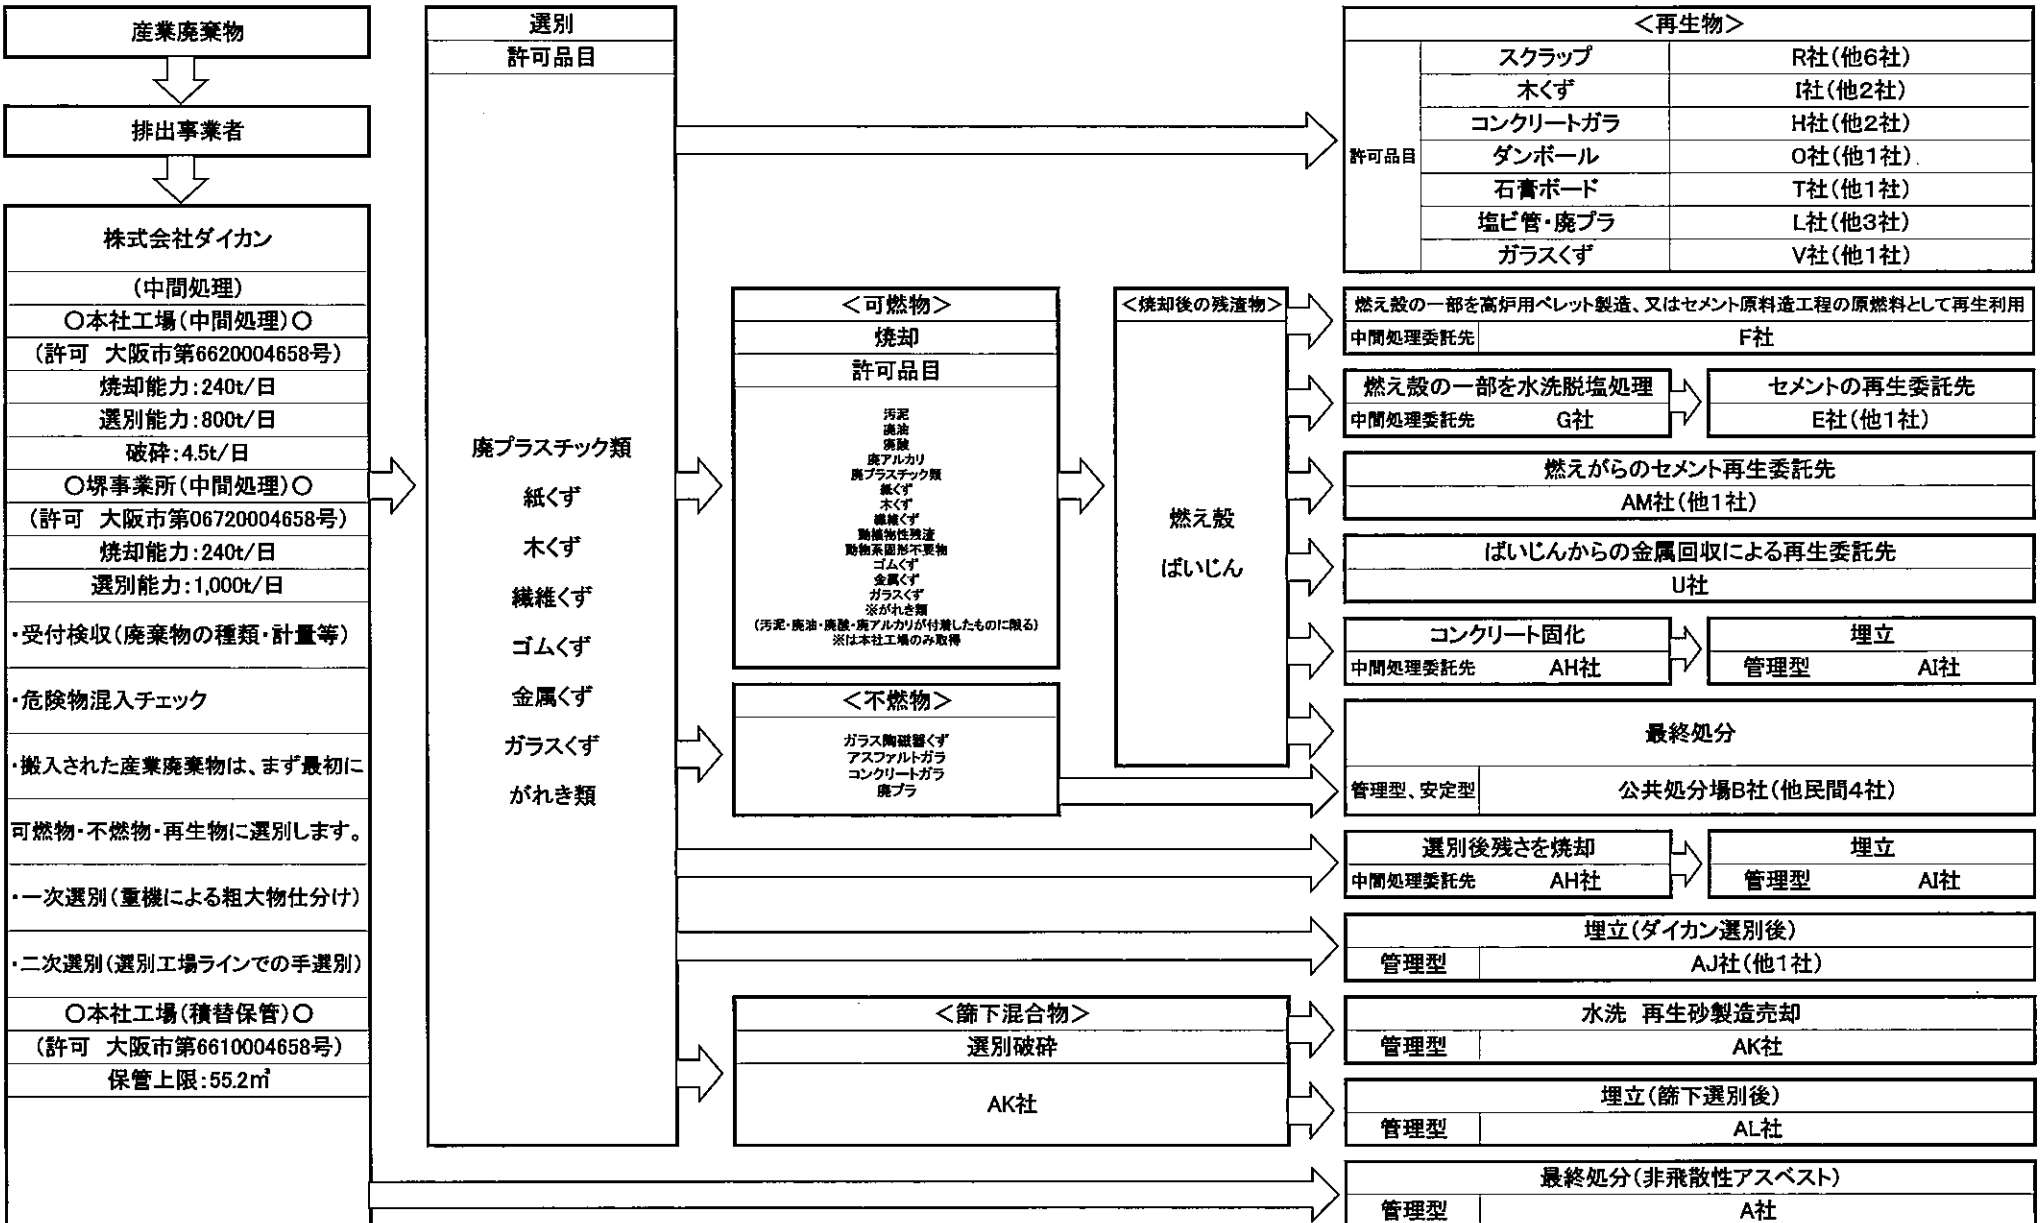 産業廃棄物
排出事業者
株式会社ダイカン
(中間処理)
〇本社工場(中間処理)〇
(許可 大阪市第6620004658号)
焼却能力:240t/日
選別能力:800t/日
破砕:4.5t/日
〇堺事業所(中間処理)〇
(許可 大阪市第06720004658号)
焼却能力:240t/日
選別能力:1,000t/日
・受付検収(廃棄物の種類・計量等)
・危険物混入チェック
・搬入された産業廃棄物は、まず最初に
可燃物・不燃物・再生物に選別します。
・一次選別(重機による粗大物仕分け)
・二次選別(選別工場ラインでの手選別)
〇本社工場(積替保管)〇
(許可 大阪市第6610004658号)
保管上限:55.2㎥
選別
許可品目
廃プラスチック類
紙くず
木くず
繊維くず
ゴムくず
金属くず
ガラスくず
がれき類
<可燃物>
焼却
許可品目
汚泥
廃油
廃酸
廃アルカリ
廃プラスチック類
紙くず
木くず
繊維くず
動植物性残渣
動物系固形不要物
ゴムくず
金属くず
ガラスくず
※がれき類
(汚泥・廃油・廃酸・廃アルカリが付着したものに限る)
※は本社工場のみ取得
<不燃物>
ガラス陶磁器くず
アスファルトガラ
コンクリートガラ
廃プラ
<篩下混合物>
選別破砕
AK社
<焼却後の残渣物>
燃え殻
ばいじん
<再生物>
許可品目
スクラップ R社(他6社)
木くず I社(他2社)
コンクリートガラ H社(他2社)
ダンボール O社(他1社)
石膏ボード T社(他1社)
塩ビ管・廃プラ L社(他3社)
ガラスくず V社(他1社)
燃え殻の一部を高炉用ペレット製造、又はセメント原料造工程の原燃料として再生利用
中間処理委託先 F社
燃え殻の一部を水洗脱塩処理
中間処理委託先 G社
セメントの再生委託先
E社(他1社)
燃えがらのセメント再生委託先
AM社(他1社)
ばいじんからの金属回収による再生委託先
U社
コンクリート固化
中間処理委託先 AH社
埋立
管理型 AI社
最終処分
管理型、安定型 公共処分場B社(他民間4社)
選別後残さを焼却
中間処理委託先 AH社
埋立
管理型 AI社
埋立(ダイカン選別後)
管理型 AJ社(他1社)
水洗 再生砂製造売却
管理型 AK社
埋立(篩下選別後)
管理型 AL社
最終処分(非飛散性アスベスト)
管理型 A社